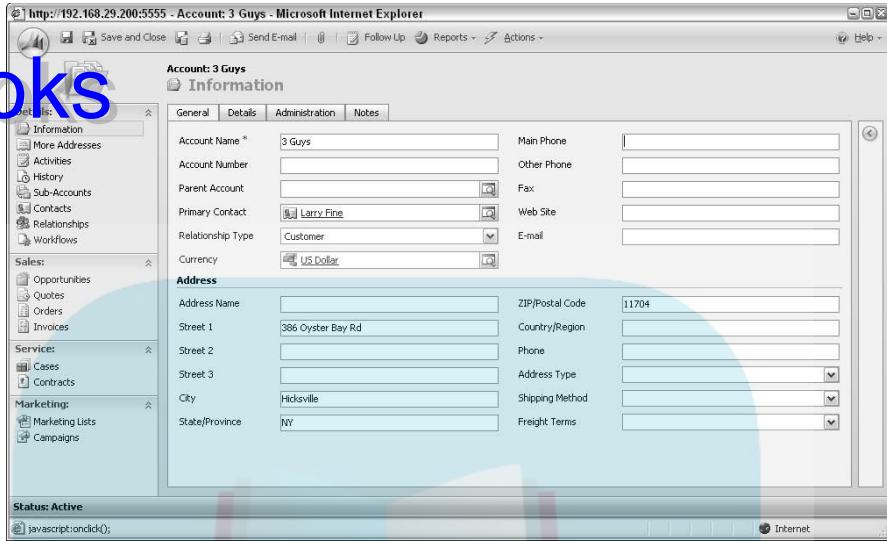 http://192.168.29.200:5555 - Account: 3 Guys - Microsoft Internet Explorer
Save and Close Send E-mail Follow Up Reports Actions Help
oks
Account: 3 Guys
Information
Details:
Information
More Addresses
Activities
History
Sub-Accounts
Contacts
Relationships
Workflows
Sales:
Opportunities
Quotes
Orders
Invoices
Service:
Cases
Contracts
Marketing:
Marketing Lists
Campaigns
General Details Administration Notes
Account Name * 3 Guys Main Phone
Account Number Other Phone
Parent Account Fax
Primary Contact Larry Fine Web Site
Relationship Type Customer E-mail
Currency US Dollar
Address
Address Name ZIP/Postal Code 11704
Street 1 386 Oyster Bay Rd Country/Region
Street 2 Phone
Street 3 Address Type
City Hicksville Shipping Method
State/Province NY Freight Terms
Status: Active
javascript:onclick(); Internet